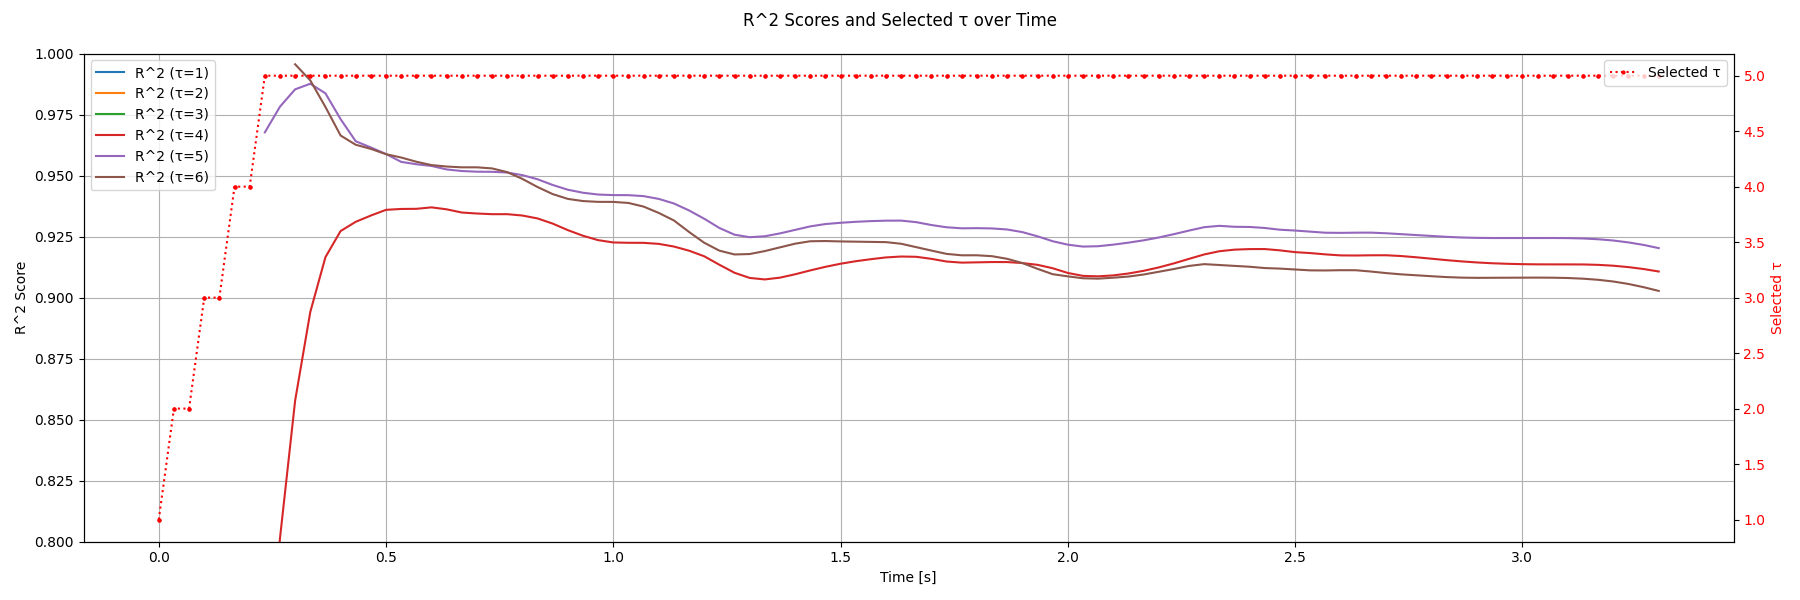 R^2 Scores and Selected τ over Time
R^2 (τ=1)
R^2 (τ=2)
R^2 (τ=3)
R^2 (τ=4)
R^2 (τ=5)
R^2 (τ=6)
Selected τ
R^2 Score
1.000
0.975
0.950
0.925
0.900
0.875
0.850
0.825
0.800
0.0
0.5
1.0
1.5
2.0
2.5
3.0
Time [s]
5.0
4.5
4.0
3.5
3.0
2.5
2.0
1.5
1.0
Selected τ